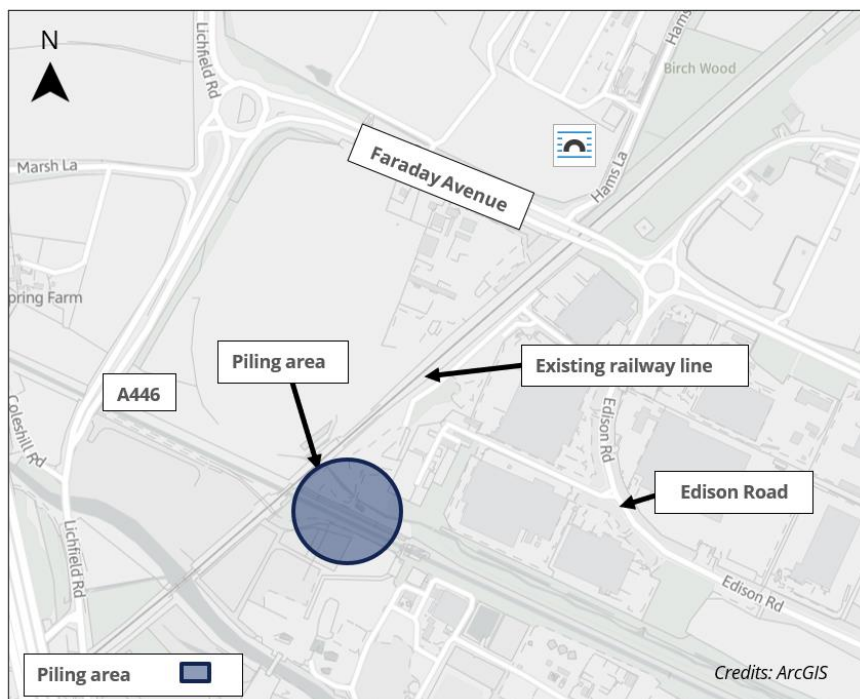 N
Lichfield Rd
Hams
Birch Wood
Marsh La
Faraday Avenue
Hams La
pring Farm
Piling area
Existing railway line
A446
Edison Rd
Coleshill Rd
Edison Road
Lichfield Rd
Edison Rd
Piling area
Credits: ArcGIS